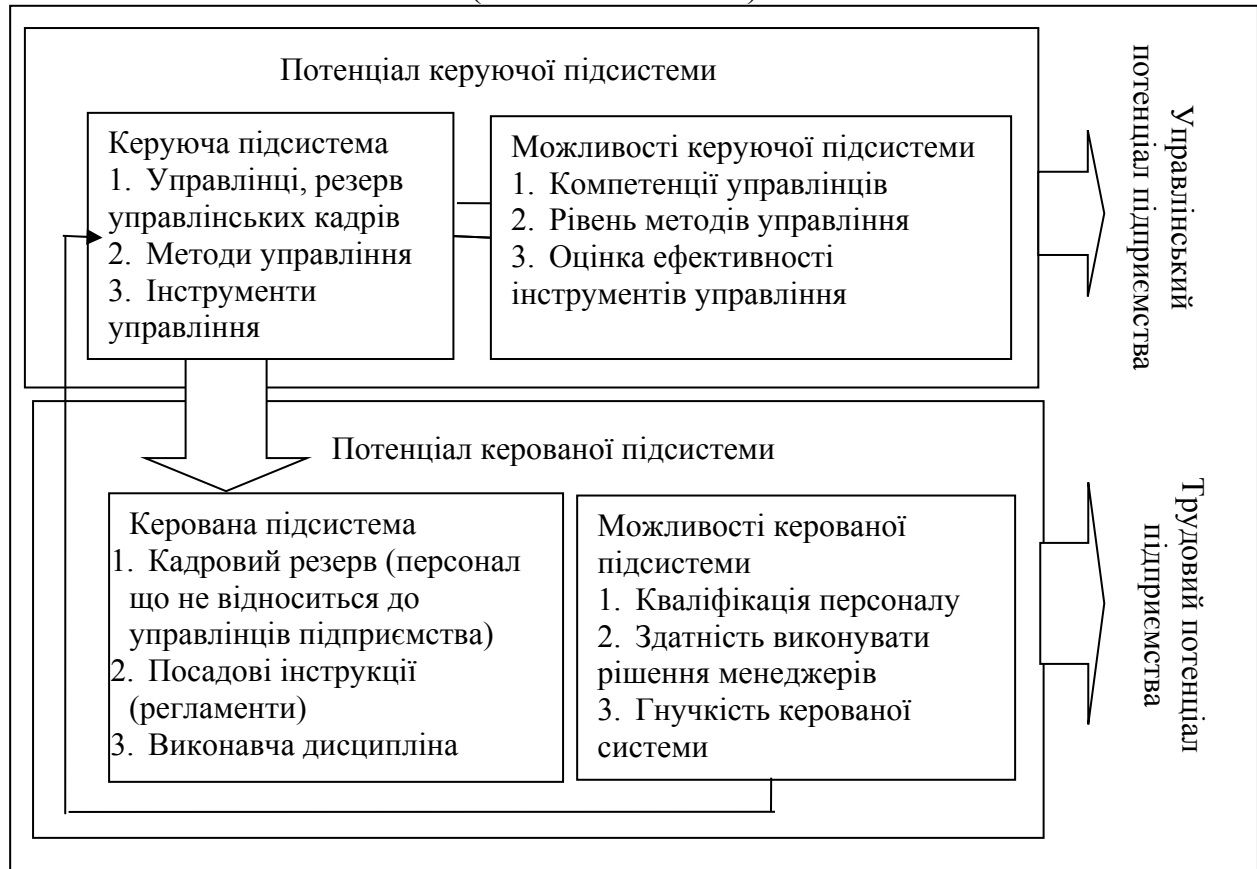 Потенціал керуючої підсистеми
Керуюча підсистема
1. Управлінці, резерв
управлінських кадрів
2. Методи управління
3. Інструменти
управління
Можливості керуючої підсистеми
1. Компетенції управлінців
2. Рівень методів управління
3. Оцінка ефективності
інструментів управління
Управлінський
потенціал підприємства
Потенціал керованої підсистеми
Керована підсистема
1. Кадровий резерв (персонал
що не відноситься до
управлінців підприємства)
2. Посадові інструкції
(регламенти)
3. Виконавча дисципліна
Можливості керованої
підсистеми
1. Кваліфікація персоналу
2. Здатність виконувати
рішення менеджерів
3. Гнучкість керованої
системи
Трудовий потенціал
підприємства